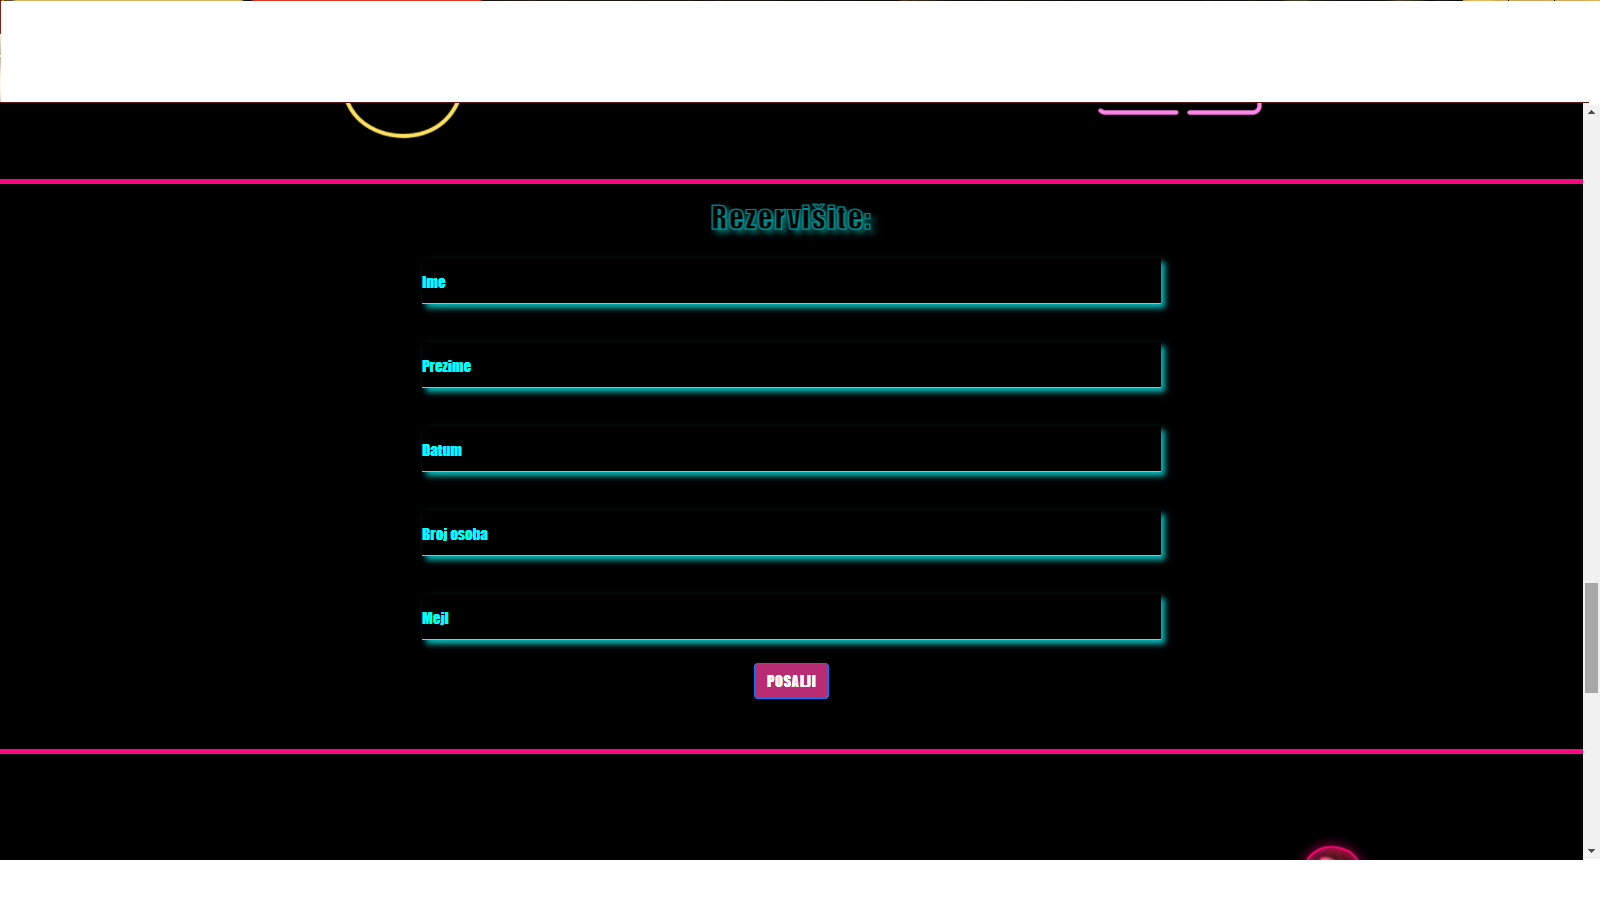 Rezervišite:
Ime
Prezime
Datum
Broj osoba
Mejl
POSALJI